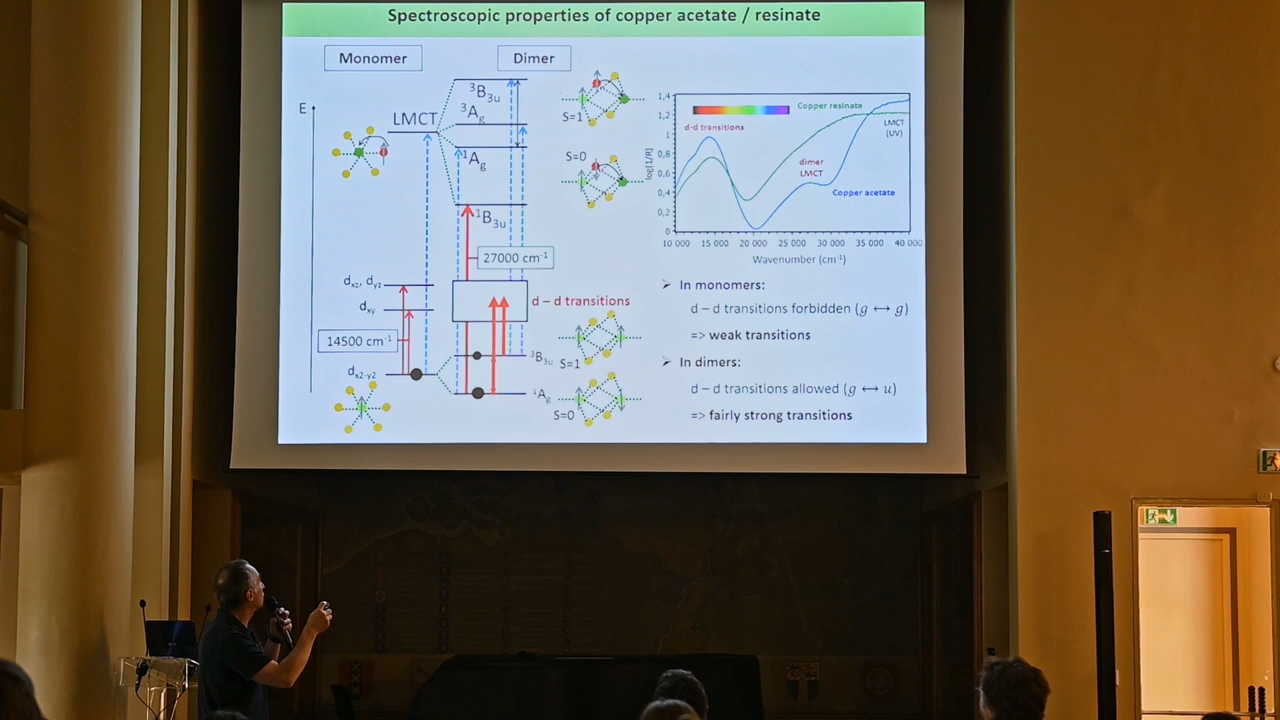 Spectroscopic properties of copper acetate / resinate
Monomer
Dimer
E
LMCT
³B₃ᵤ
³A_g
¹A_g
¹B₃ᵤ
27000 cm⁻¹
d_xz, d_yz
d_xy
14500 cm⁻¹
d_x2-y2
d – d transitions
³B₃ᵤ
¹A_g
S=1
S=0
S=1
S=0
1,4
1,2
1
0,8
0,6
0,4
0,2
0
log(1/R)
10 000
15 000
20 000
25 000
30 000
35 000
40 000
Wavenumber (cm⁻¹)
d-d transitions
Copper resinate
LMCT
(UV)
dimer
LMCT
Copper acetate
➢ In monomers:
d – d transitions forbidden (g ↔ g)
=> weak transitions
➢ In dimers:
d – d transitions allowed (g ↔ u)
=> fairly strong transitions